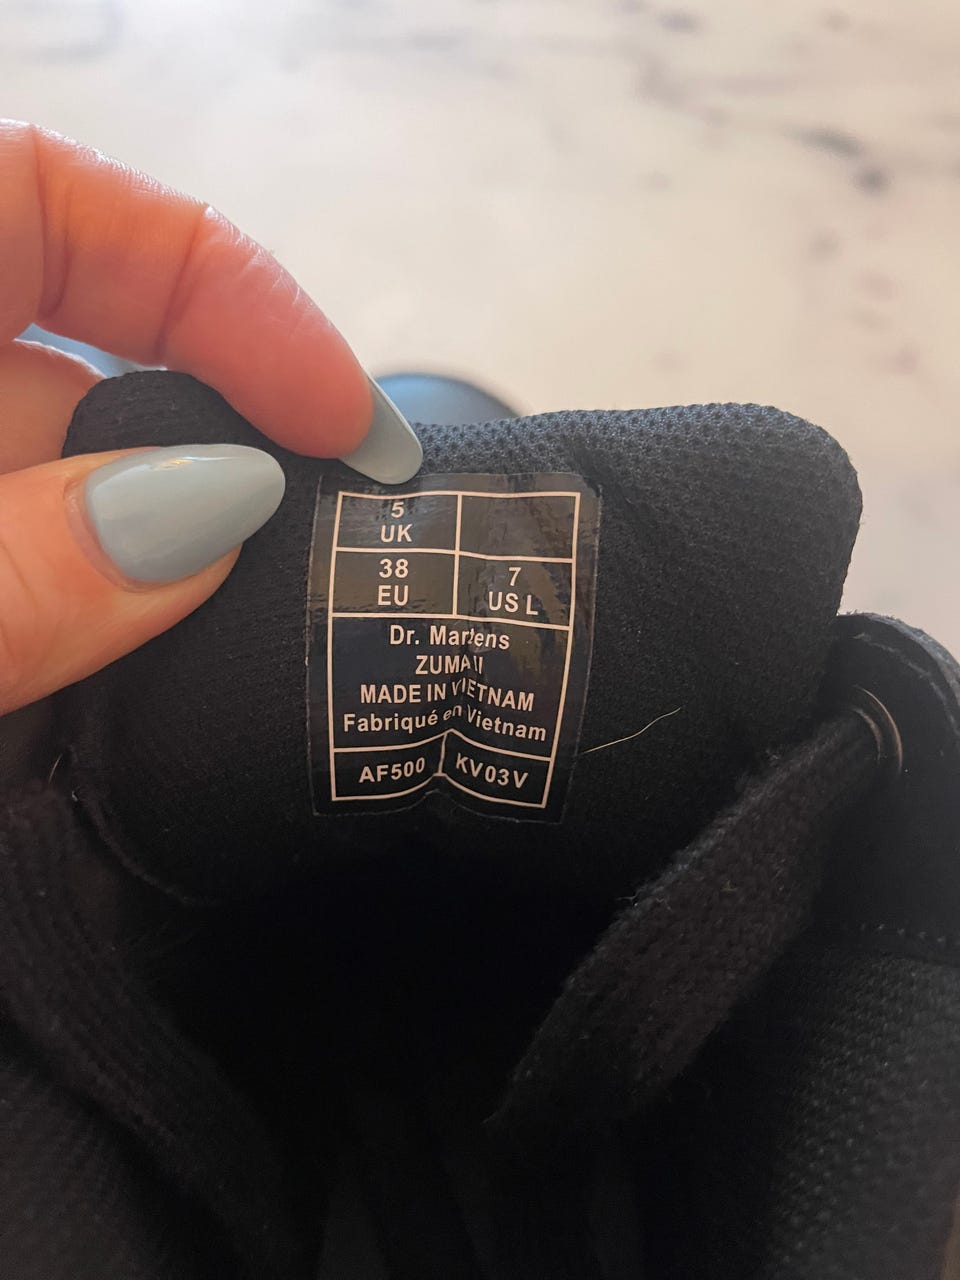 5
UK
38
EU
7
US L
Dr. Martens
ZUMA II
MADE IN VIETNAM
Fabriqué en Vietnam
AF500 KV03V